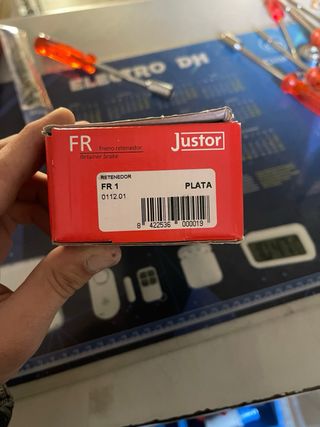 ELECTRO DH
FR
Freno retenedor
Retainer brake
Justor
RETENEDOR
FR 1
PLATA
0112.01
8 422536 000019